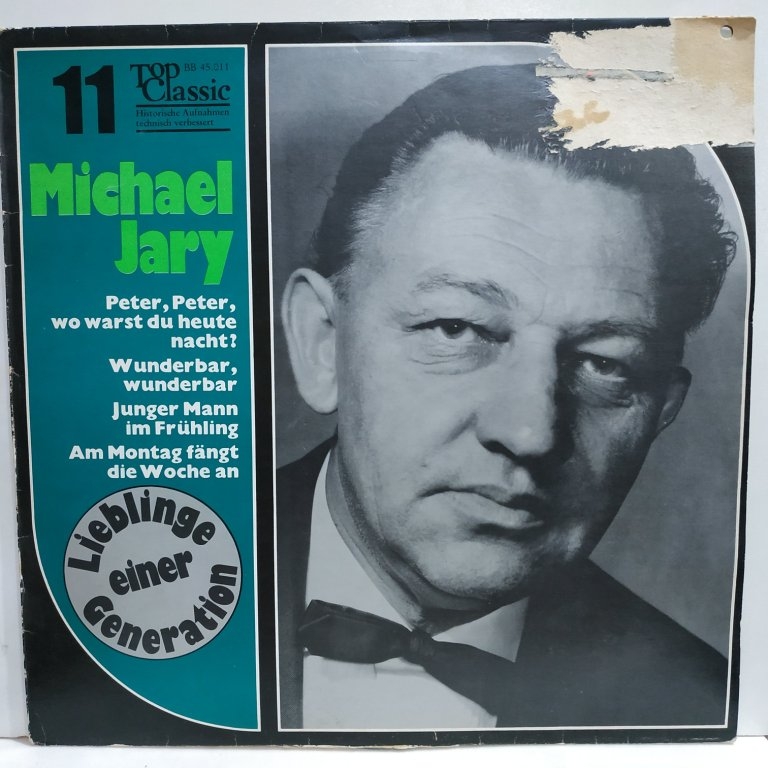 11
Top
Classic
BB 45.011
Historische Aufnahmen
technisch verbessert
Michael
Jary
Peter, Peter,
wo warst du heute
nacht?
Wunderbar,
wunderbar
Junger Mann
im Frühling
Am Montag fängt
die Woche an
Lieblinge
einer
Generation